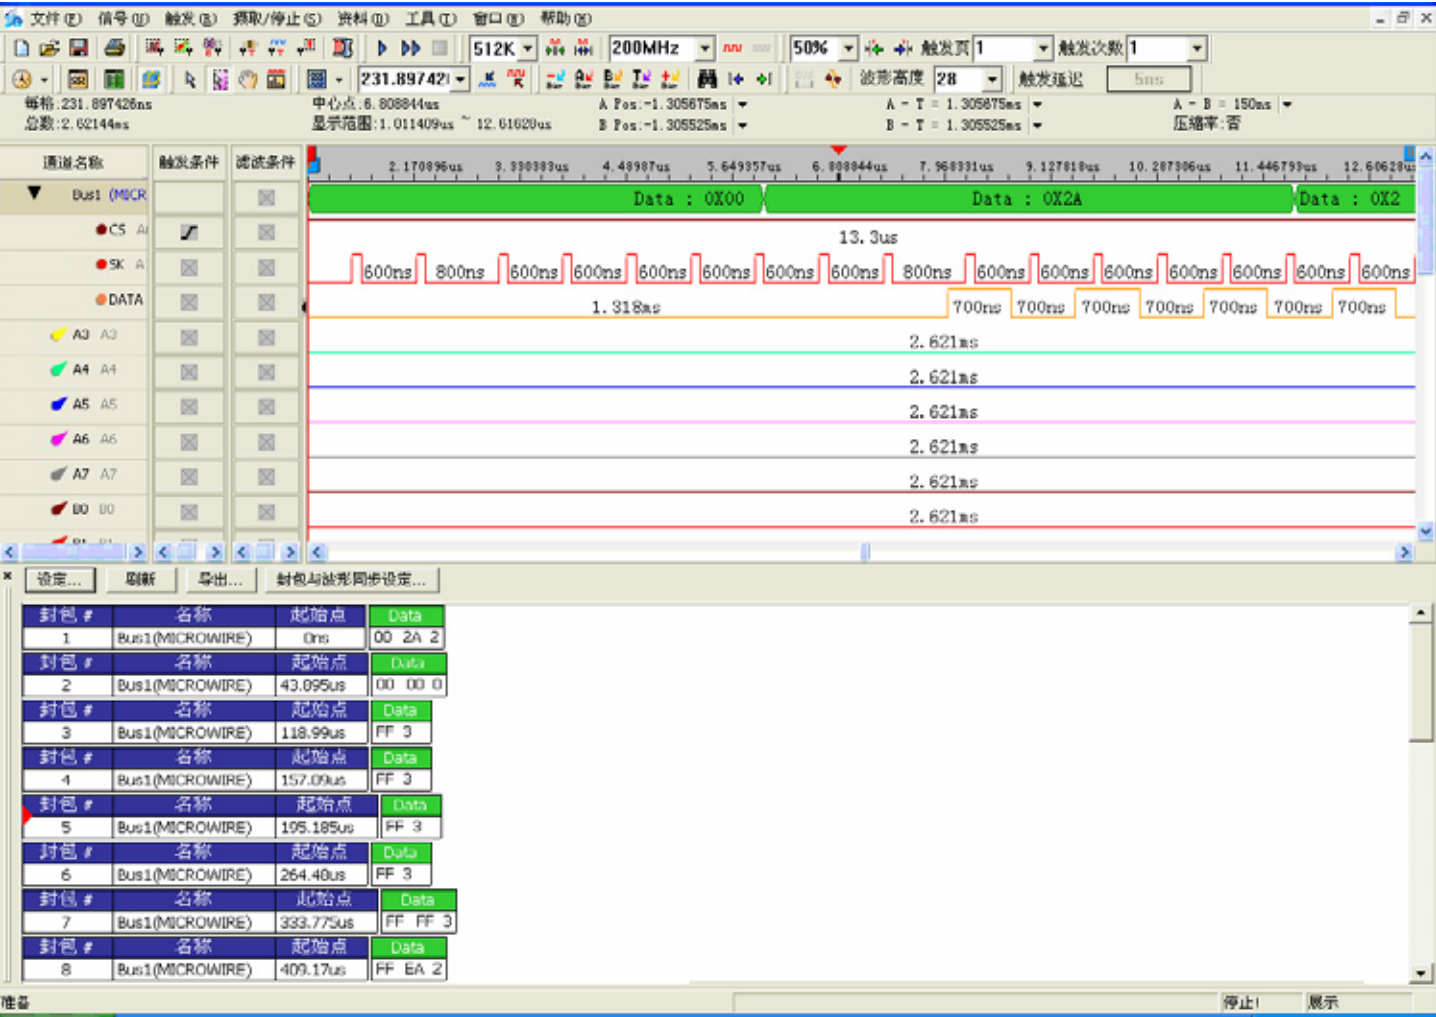 文件(F) 信号(U) 触发(R) 撷取/停止(S) 资料(D) 工具(T) 窗口(W) 帮助(H)
512K 200MHz 50% 触发页 1 触发次数 1
231.89742( 波形高度 28 触发延迟 5ns
每格:231.897426ns 中心点:6.808844us A Pos:-1.305675ms A - T = 1.305675ms A - B = 150ns
总数:2.62144ms 显示范围:1.011409us ~ 12.61628us B Pos:-1.305525ms B - T = 1.305525ms 压缩率:否
通道名称 触发条件 滤波条件 2.170896us 3.330383us 4.48987us 5.649357us 6.808844us 7.968331us 9.127818us 10.287306us 11.446793us 12.60628us
Bus1 (MICR Data : 0X00 Data : 0X2A Data : 0X2
CS A 13.3us
SK A 600ns 800ns 600ns 600ns 600ns 600ns 600ns 600ns 800ns 600ns 600ns 600ns 600ns 600ns 600ns 600ns
DATA 1.318ms 700ns 700ns 700ns 700ns 700ns 700ns 700ns
A3 A3 2.621ms
A4 A4 2.621ms
A5 A5 2.621ms
A6 A6 2.621ms
A7 A7 2.621ms
B0 B0 2.621ms
B1 B1
设定... 刷新 导出... 封包与波形同步设定...
封包 # 名称 起始点 Data
1 Bus1(MICROWIRE) 0ns 00 2A 2
封包 # 名称 起始点 Data
2 Bus1(MICROWIRE) 43.895us 00 00 0
封包 # 名称 起始点 Data
3 Bus1(MICROWIRE) 118.99us FF 3
封包 # 名称 起始点 Data
4 Bus1(MICROWIRE) 157.09us FF 3
封包 # 名称 起始点 Data
5 Bus1(MICROWIRE) 195.185us FF 3
封包 # 名称 起始点 Data
6 Bus1(MICROWIRE) 264.48us FF 3
封包 # 名称 起始点 Data
7 Bus1(MICROWIRE) 333.775us FF FF 3
封包 # 名称 起始点 Data
8 Bus1(MICROWIRE) 409.17us FF EA 2
准备 停止! 展示